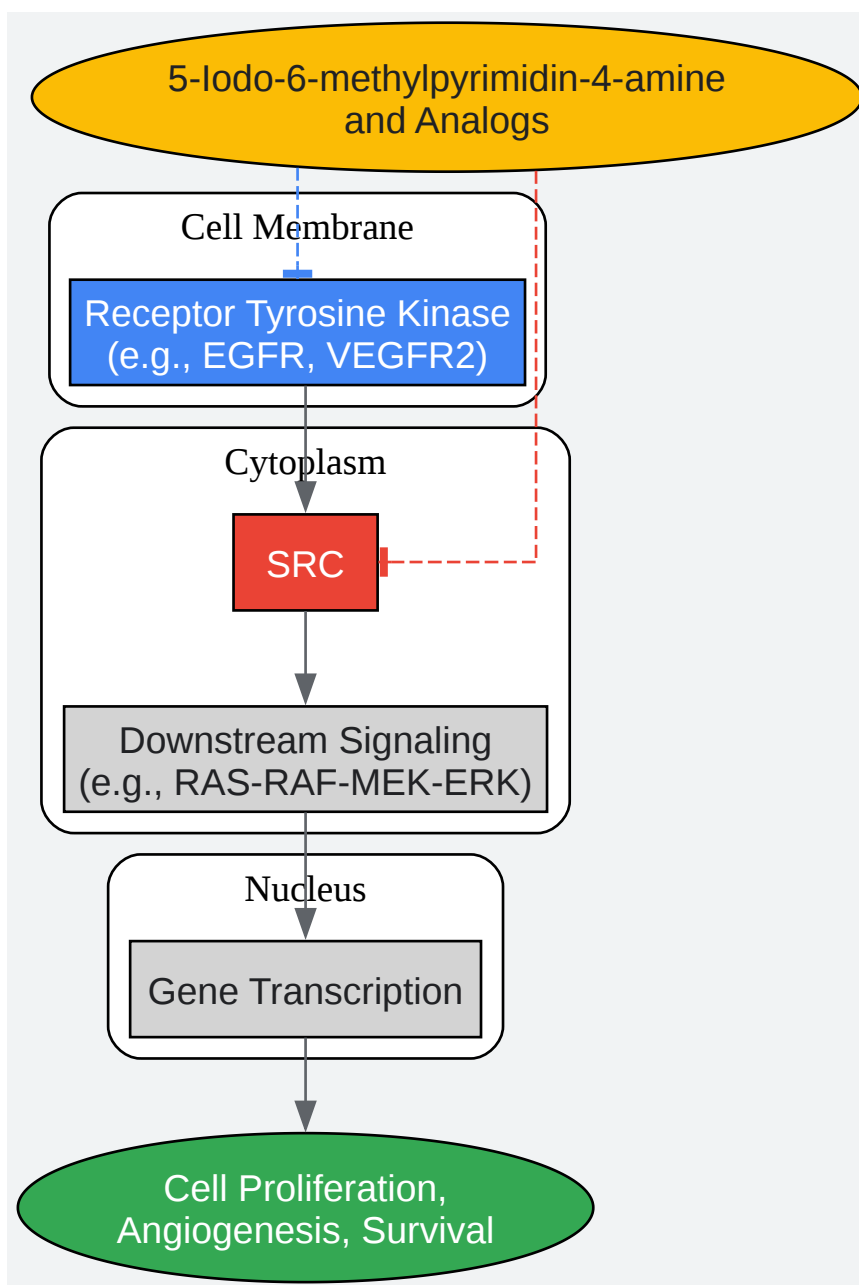 5-Iodo-6-methylpyrimidin-4-amine
and Analogs
Cell Membrane
Receptor Tyrosine Kinase
(e.g., EGFR, VEGFR2)
Cytoplasm
SRC
Downstream Signaling
(e.g., RAS-RAF-MEK-ERK)
Nucleus
Gene Transcription
Cell Proliferation,
Angiogenesis, Survival